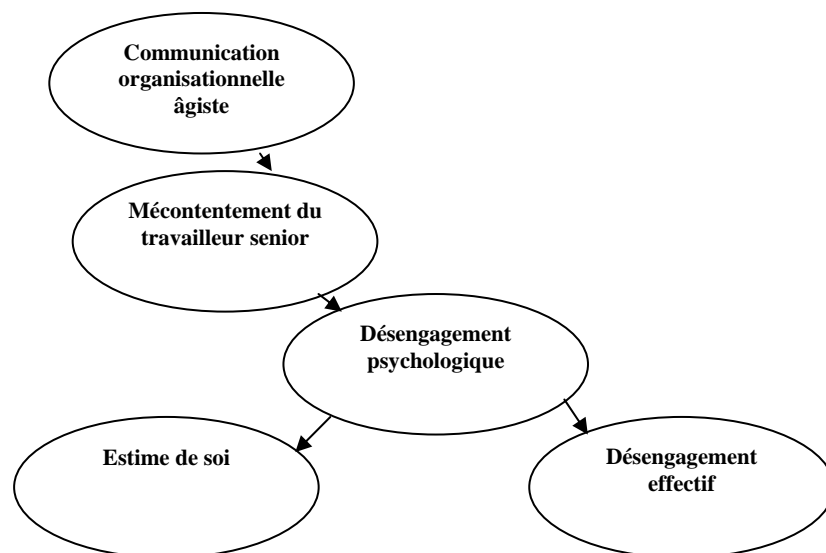 Communication
organisationnelle
âgiste
Mécontentement du
travailleur senior
Désengagement
psychologique
Estime de soi
Désengagement
effectif